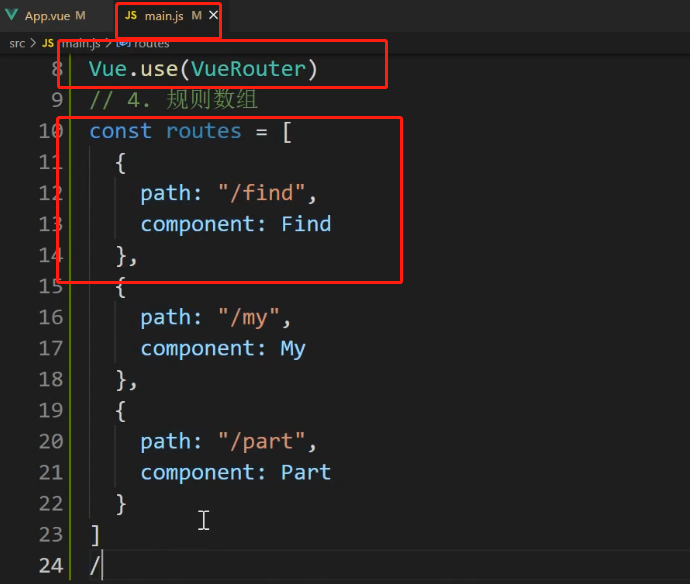 App.vue M JS main.js M ×
src > JS main.js > routes
8 Vue.use(VueRouter)
9 // 4. 规则数组
10 const routes = [
11 {
12 path: "/find",
13 component: Find
14 },
15 {
16 path: "/my",
17 component: My
18 },
19 {
20 path: "/part",
21 component: Part
22 }
23 ]
24 /